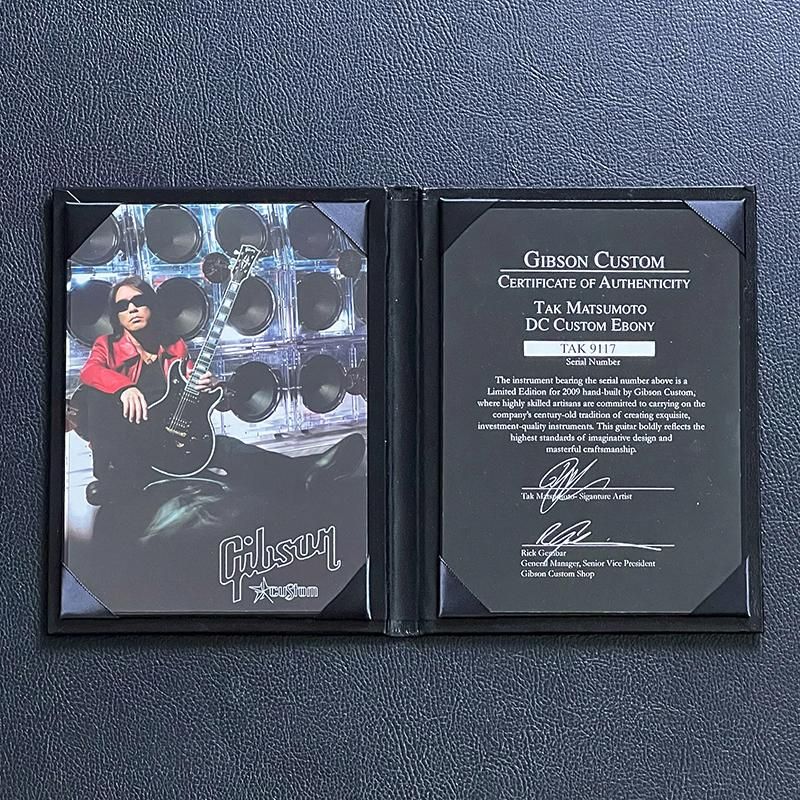 Gibson
custom
GIBSON CUSTOM
CERTIFICATE OF AUTHENTICITY
TAK MATSUMOTO
DC CUSTOM EBONY
TAK 9117
Serial Number
The instrument bearing the serial number above is a
Limited Edition for 2009 hand-built by Gibson Custom,
where highly skilled artisans are committed to carrying on the
company's century-old tradition of creating exquisite,
investment-quality instruments. This guitar boldly reflects the
highest standards of imaginative design and
masterful craftsmanship.
Tak Matsumoto- Siganture Artist
Rick Gembar
General Manager, Senior Vice President
Gibson Custom Shop